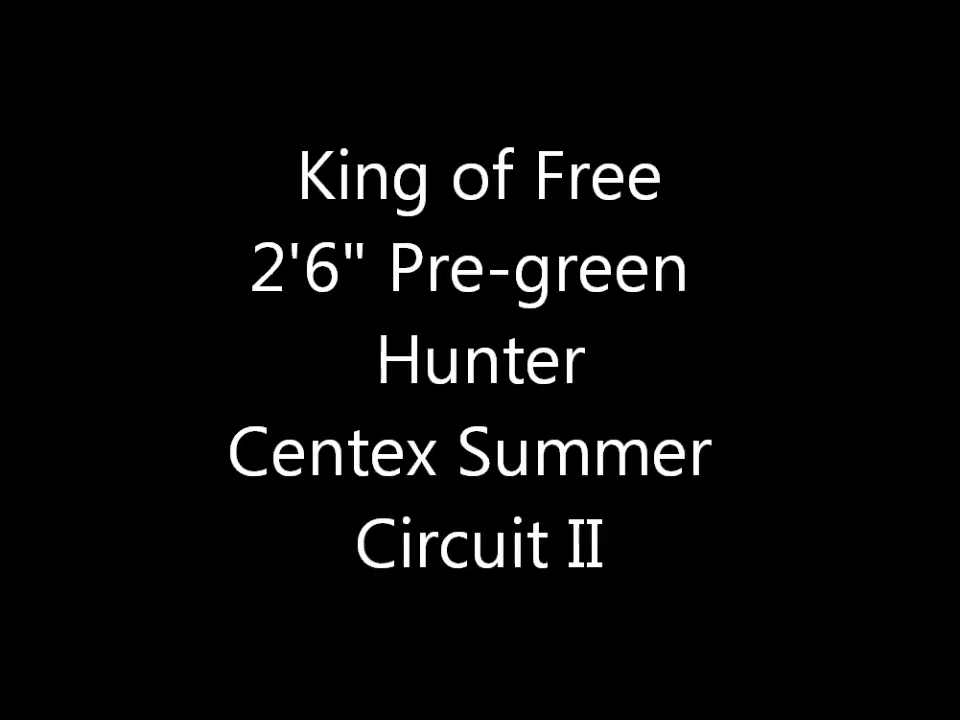 King of Free
2'6" Pre-green
Hunter
Centex Summer
Circuit II